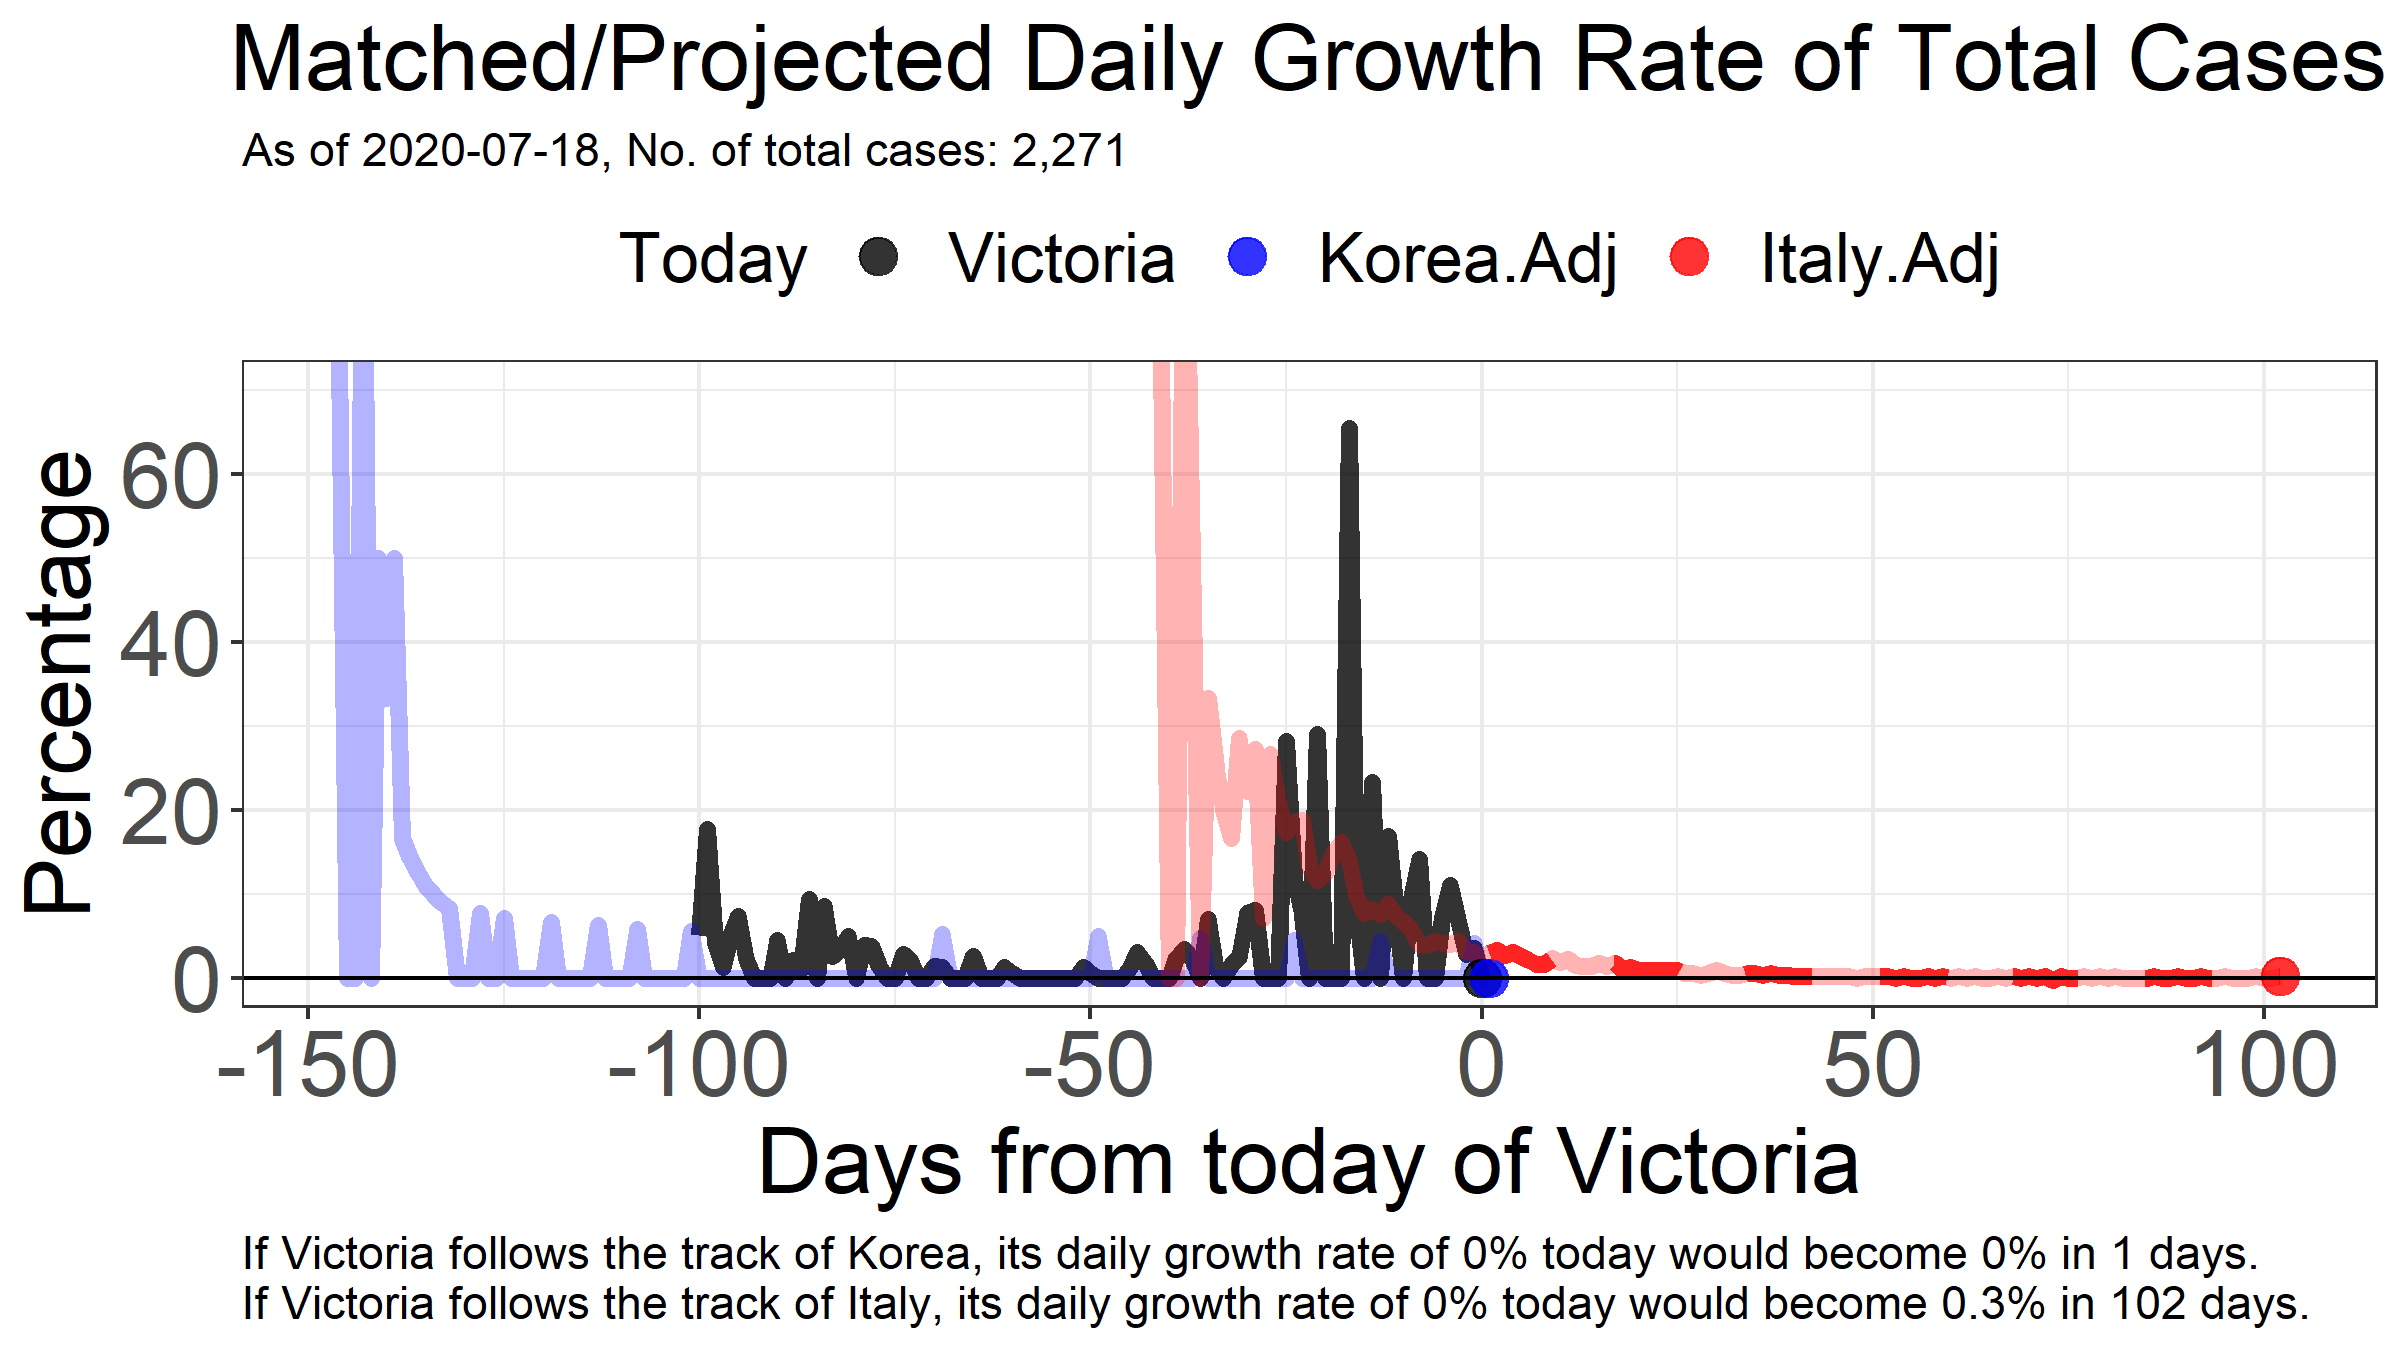 Matched/Projected Daily Growth Rate of Total Cases
As of 2020-07-18, No. of total cases: 2,271
Today Victoria Korea.Adj Italy.Adj
Percentage
60
40
20
0
-150 -100 -50 0 50 100
Days from today of Victoria
If Victoria follows the track of Korea, its daily growth rate of 0% today would become 0% in 1 days.
If Victoria follows the track of Italy, its daily growth rate of 0% today would become 0.3% in 102 days.